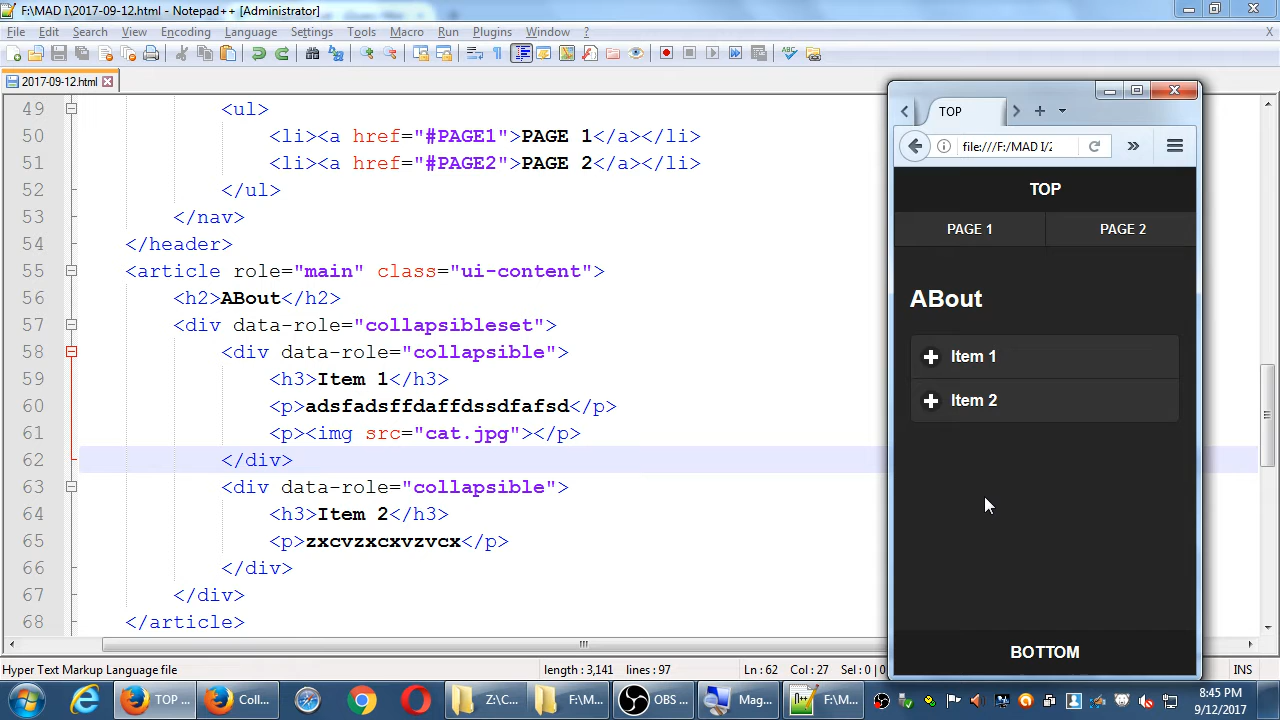 F:\MAD I\2017-09-12.html - Notepad++ [Administrator]
File Edit Search View Encoding Language Settings Tools Macro Run Plugins Window ? X
2017-09-12.html
49 <ul>
50 <li><a href="#PAGE1">PAGE 1</a></li>
51 <li><a href="#PAGE2">PAGE 2</a></li>
52 </ul>
53 </nav>
54 </header>
55 <article role="main" class="ui-content">
56 <h2>ABout</h2>
57 <div data-role="collapsibleset">
58 <div data-role="collapsible">
59 <h3>Item 1</h3>
60 <p>adsfadsffdaffdssdfafsd</p>
61 <p><img src="cat.jpg"></p>
62 </div>
63 <div data-role="collapsible">
64 <h3>Item 2</h3>
65 <p>zxcvzxcxvzvcx</p>
66 </div>
67 </div>
68 </article>
TOP
file:///F:/MAD I/2
TOP
PAGE 1 PAGE 2
ABout
Item 1
Item 2
BOTTOM
Hyper Text Markup Language file length : 3,141 lines : 97 Ln : 62 Col : 27 Sel : 0 | 0 INS
TOP ... Coll... Z:\C... F:\M... OBS ... Mag... F:\M...
8:45 PM
9/12/2017